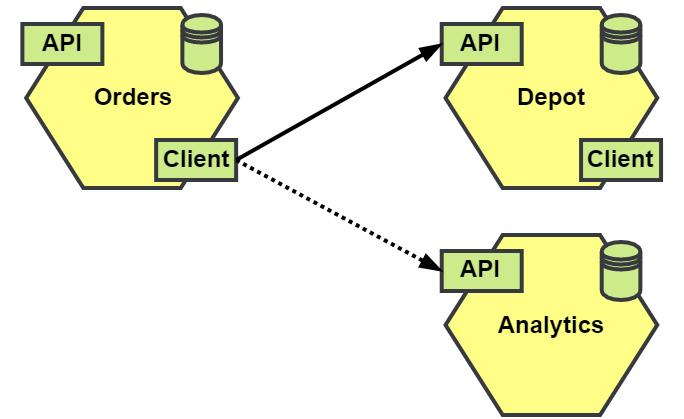 API
Orders
Client
API
Depot
Client
API
Analytics